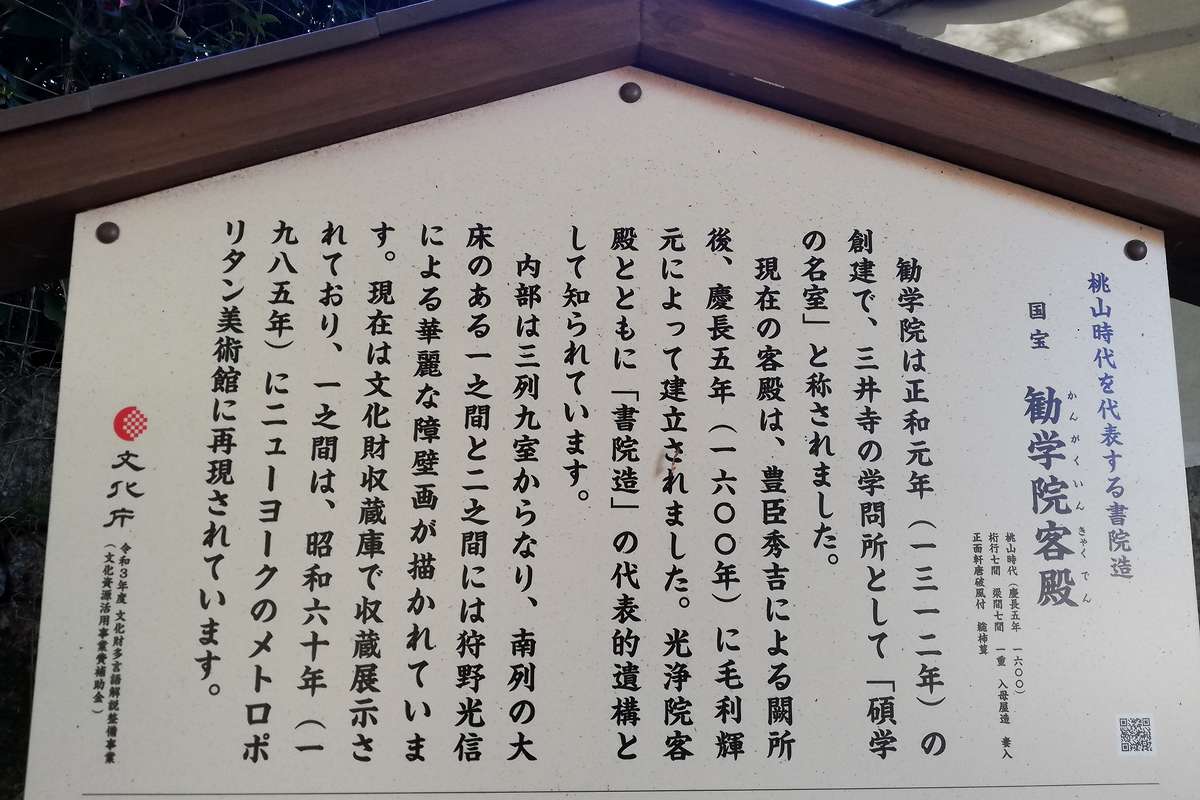 桃山時代を代表する書院造
国宝 勧学院客殿
かんがくいんきゃくでん
桃山時代（慶長五年 一六〇〇）
桁行七間 梁間七間 一重 入母屋造 妻入
正面軒唐破風付 総杮葺
勧学院は正和元年（一三一二年）の
創建で、三井寺の学問所として「碩学
の名室」と称されました。
現在の客殿は、豊臣秀吉による闕所
後、慶長五年（一六〇〇年）に毛利輝
元によって建立されました。光浄院客
殿とともに「書院造」の代表的遺構と
して知られています。
内部は三列九室からなり、南列の大
床のある一之間と二之間には狩野光信
による華麗な障壁画が描かれていま
す。現在は文化財収蔵庫で収蔵展示さ
れており、一之間は、昭和六十年（一
九八五年）にニューヨークのメトロポ
リタン美術館に再現されています。
文化庁
令和3年度 文化財多言語解説整備事業
（文化資源活用事業費補助金）